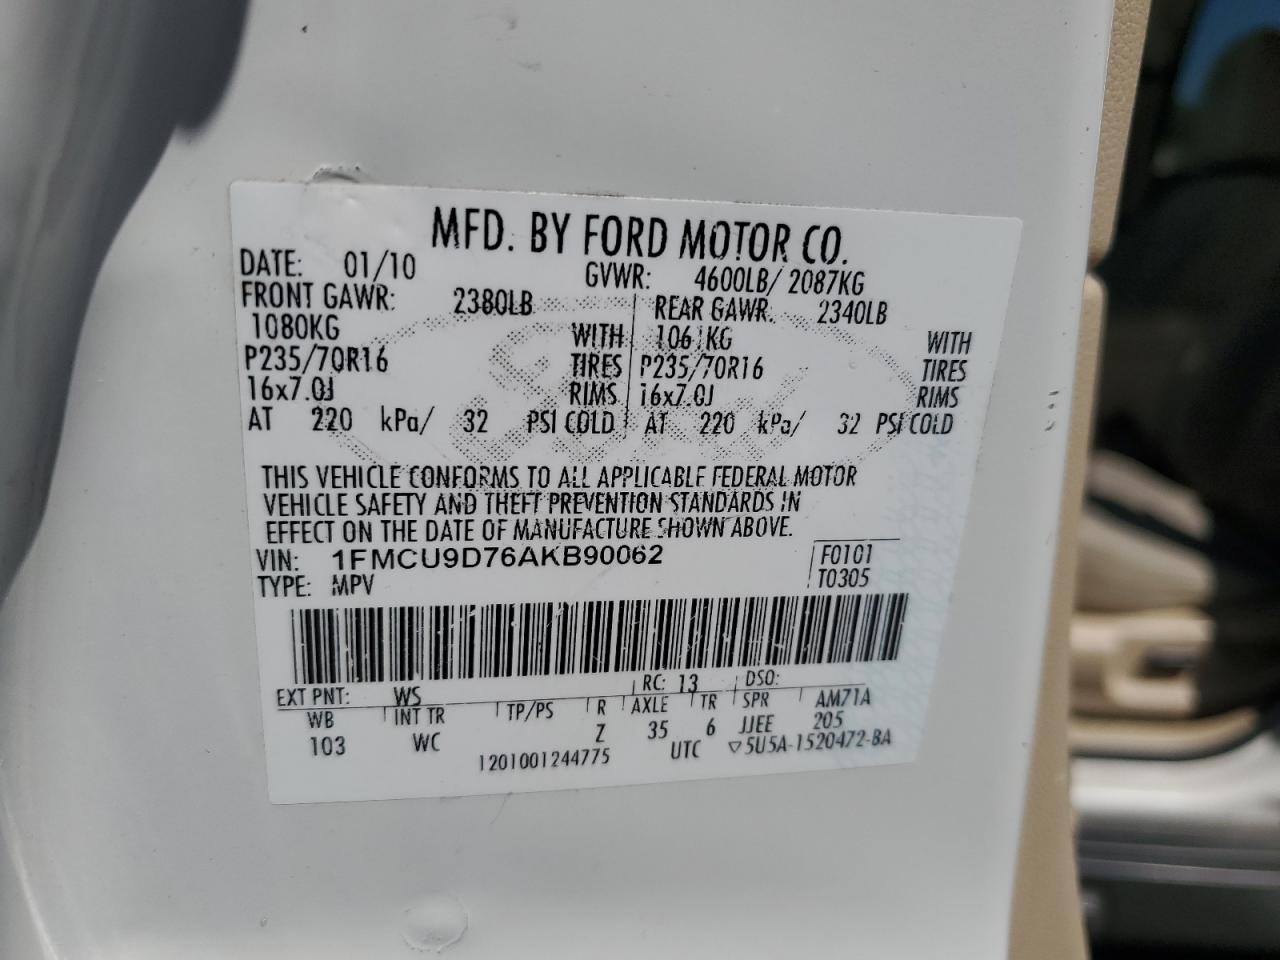 MFD. BY FORD MOTOR CO.
DATE: 01/10 GVWR: 4600LB/ 2087KG
FRONT GAWR: 2380LB REAR GAWR: 2340LB
1080KG WITH 1061KG WITH
P235/70R16 TIRES P235/70R16 TIRES
16x7.0J RIMS 16x7.0J RIMS
AT 220 kPa/ 32 PSI COLD AT 220 kPa/ 32 PSI COLD
THIS VEHICLE CONFORMS TO ALL APPLICABLE FEDERAL MOTOR
VEHICLE SAFETY AND THEFT PREVENTION STANDARDS IN
EFFECT ON THE DATE OF MANUFACTURE SHOWN ABOVE.
VIN: 1FMCU9D76AKB90062 F0101
TYPE: MPV T0305
EXT PNT: WS RC: 13 DSO:
WB INT TR TP/PS R AXLE TR SPR AM71A
103 WC Z 35 6 JJEE 205
1201001244775 UTC ▽5U5A-1520472-BA